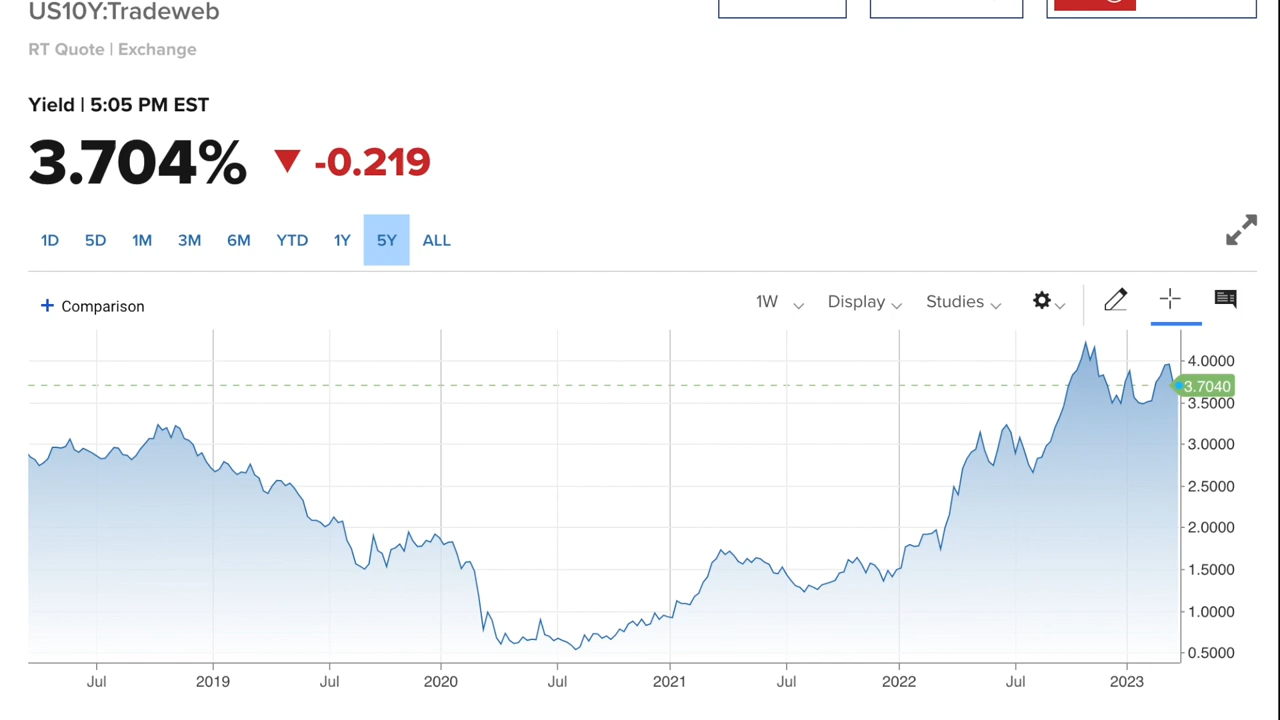 US10Y:Tradeweb
RT Quote | Exchange
Yield | 5:05 PM EST
3.704% ▼ -0.219
1D 5D 1M 3M 6M YTD 1Y 5Y ALL
+ Comparison 1W Display Studies
4.0000
3.7040
3.5000
3.0000
2.5000
2.0000
1.5000
1.0000
0.5000
Jul 2019 Jul 2020 Jul 2021 Jul 2022 Jul 2023